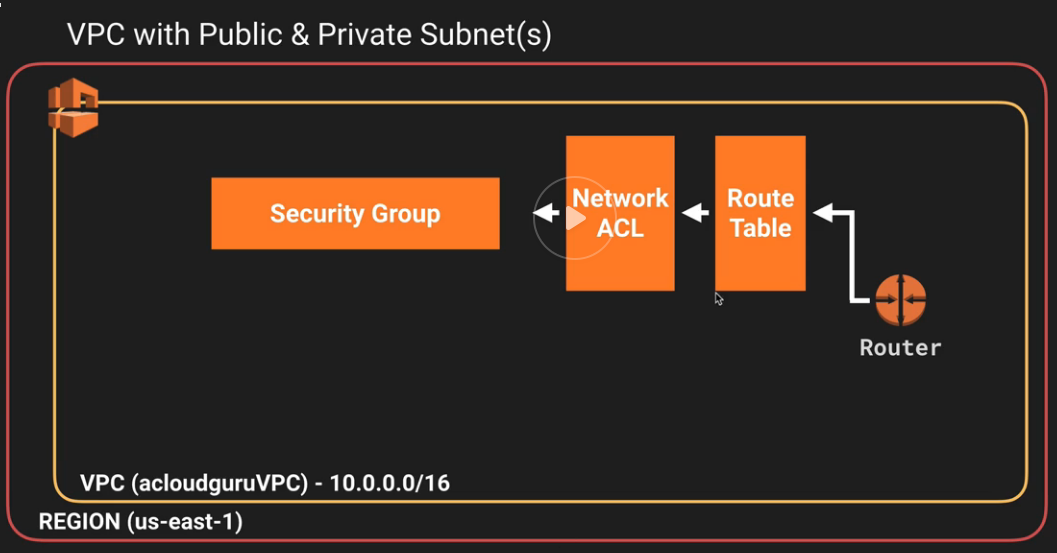 VPC with Public & Private Subnet(s)
Security Group
Network
ACL
Route
Table
Router
VPC (acloudguruVPC) - 10.0.0.0/16
REGION (us-east-1)